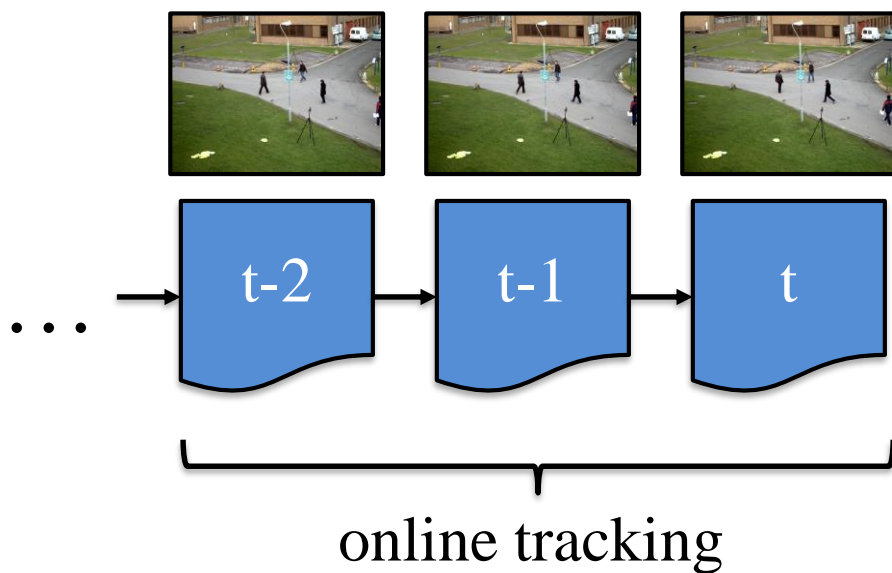 t-2
t-1
t
. . .
online tracking